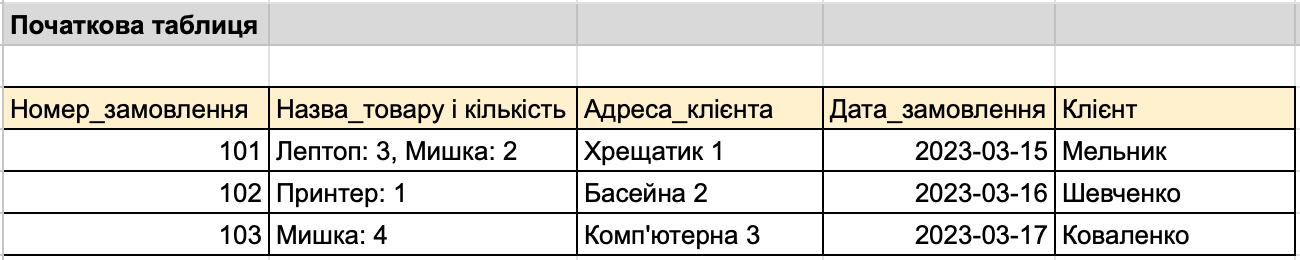 Початкова таблиця
Номер_замовлення Назва_товару і кількість Адреса_клієнта Дата_замовлення Клієнт
101 Лептоп: 3, Мишка: 2 Хрещатик 1 2023-03-15 Мельник
102 Принтер: 1 Басейна 2 2023-03-16 Шевченко
103 Мишка: 4 Комп'ютерна 3 2023-03-17 Коваленко